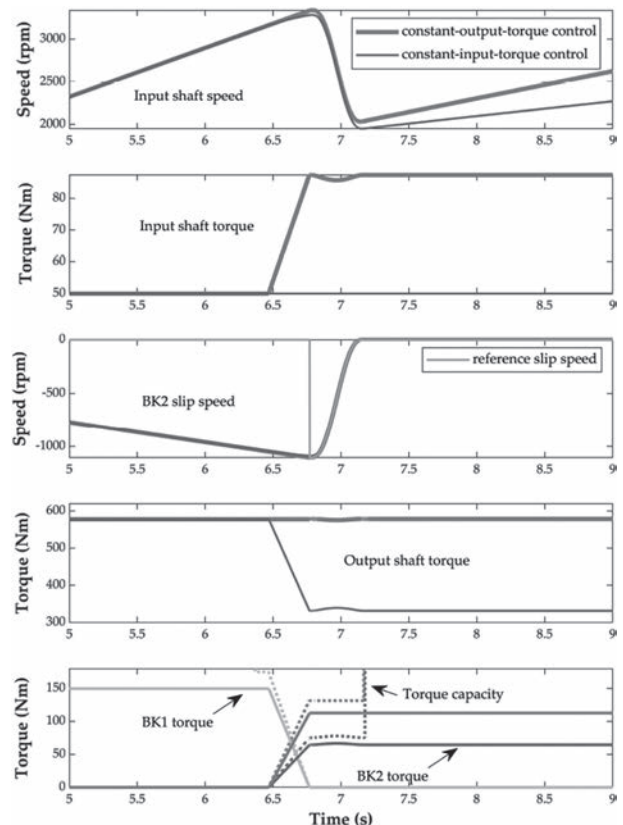 constant-output-torque control
constant-input-torque control
Speed (rpm)
3000
2500
2000
Input shaft speed
5 5.5 6 6.5 7 7.5 8 8.5 9
Torque (Nm)
80
70
60
50
Input shaft torque
5 5.5 6 6.5 7 7.5 8 8.5 9
Speed (rpm)
0
-500
-1000
reference slip speed
BK2 slip speed
5 5.5 6 6.5 7 7.5 8 8.5 9
Torque (Nm)
600
500
400
300
Output shaft torque
5 5.5 6 6.5 7 7.5 8 8.5 9
Torque (Nm)
150
100
50
0
BK1 torque
Torque capacity
BK2 torque
5 5.5 6 6.5 7 7.5 8 8.5 9
Time (s)